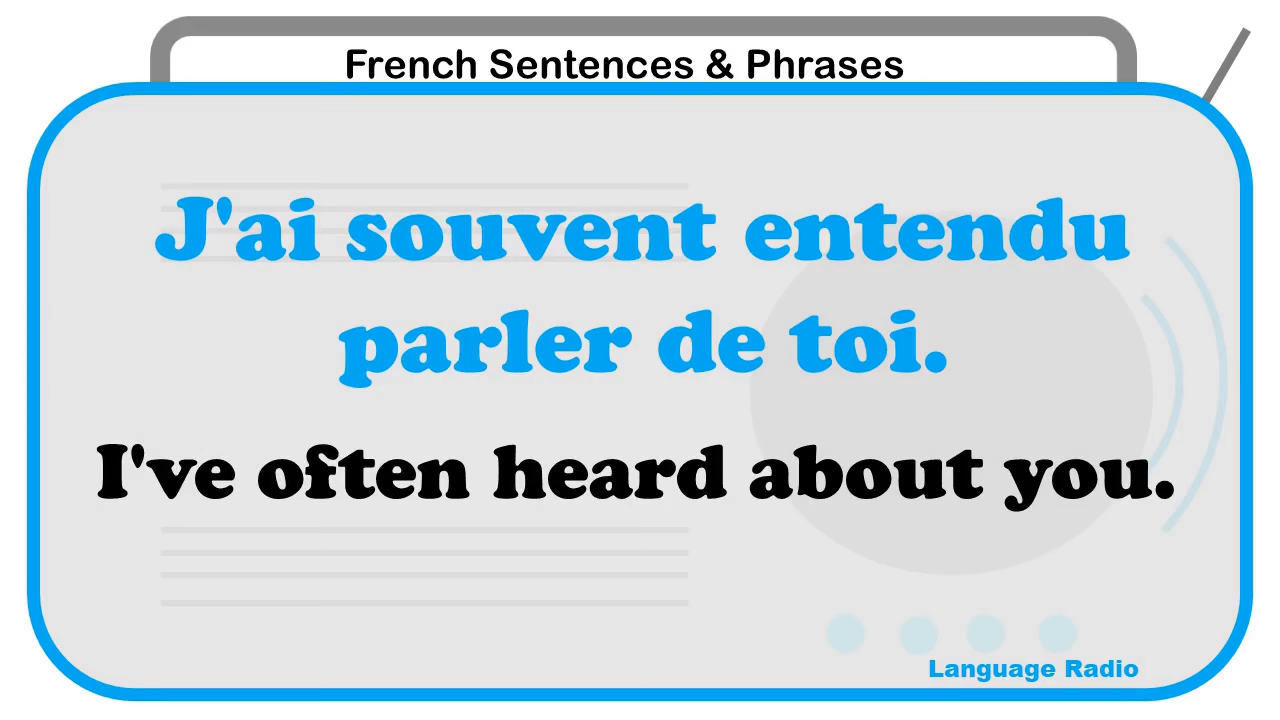 French Sentences & Phrases
J'ai souvent entendu
parler de toi.
I've often heard about you.
Language Radio